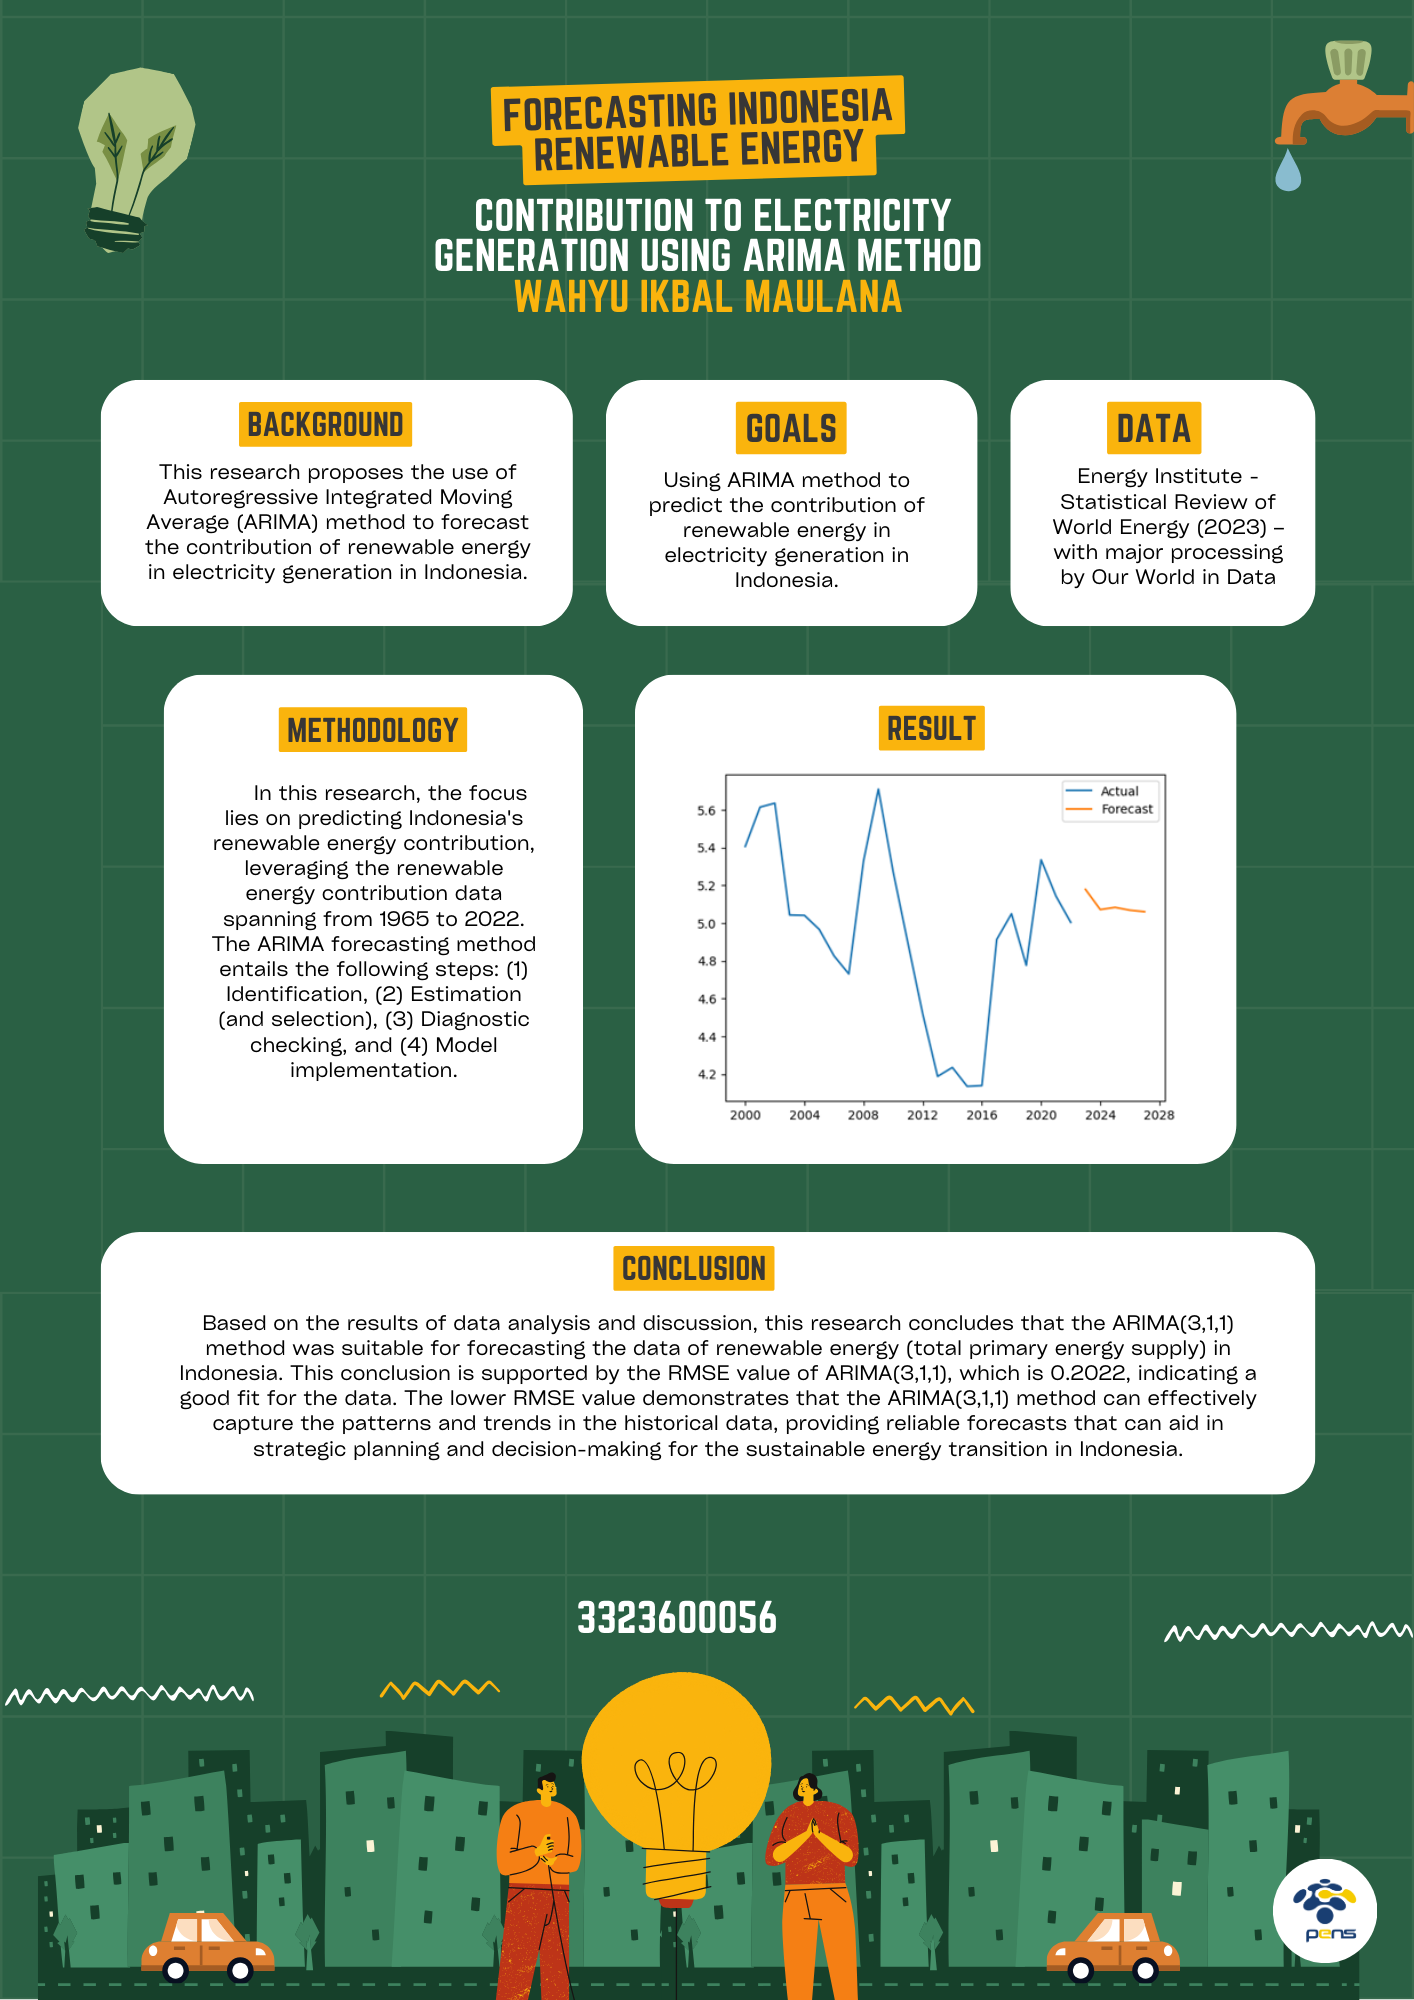 FORECASTING INDONESIA
RENEWABLE ENERGY
CONTRIBUTION TO ELECTRICITY
GENERATION USING ARIMA METHOD
WAHYU IKBAL MAULANA
BACKGROUND
This research proposes the use of
Autoregressive Integrated Moving
Average (ARIMA) method to forecast
the contribution of renewable energy
in electricity generation in Indonesia.
GOALS
Using ARIMA method to
predict the contribution of
renewable energy in
electricity generation in
Indonesia.
DATA
Energy Institute -
Statistical Review of
World Energy (2023) –
with major processing
by Our World in Data
METHODOLOGY
In this research, the focus
lies on predicting Indonesia's
renewable energy contribution,
leveraging the renewable
energy contribution data
spanning from 1965 to 2022.
The ARIMA forecasting method
entails the following steps: (1)
Identification, (2) Estimation
(and selection), (3) Diagnostic
checking, and (4) Model
implementation.
RESULT
Actual
Forecast
5.6
5.4
5.2
5.0
4.8
4.6
4.4
4.2
2000 2004 2008 2012 2016 2020 2024 2028
CONCLUSION
Based on the results of data analysis and discussion, this research concludes that the ARIMA(3,1,1)
method was suitable for forecasting the data of renewable energy (total primary energy supply) in
Indonesia. This conclusion is supported by the RMSE value of ARIMA(3,1,1), which is 0.2022, indicating a
good fit for the data. The lower RMSE value demonstrates that the ARIMA(3,1,1) method can effectively
capture the patterns and trends in the historical data, providing reliable forecasts that can aid in
strategic planning and decision-making for the sustainable energy transition in Indonesia.
3323600056
pens